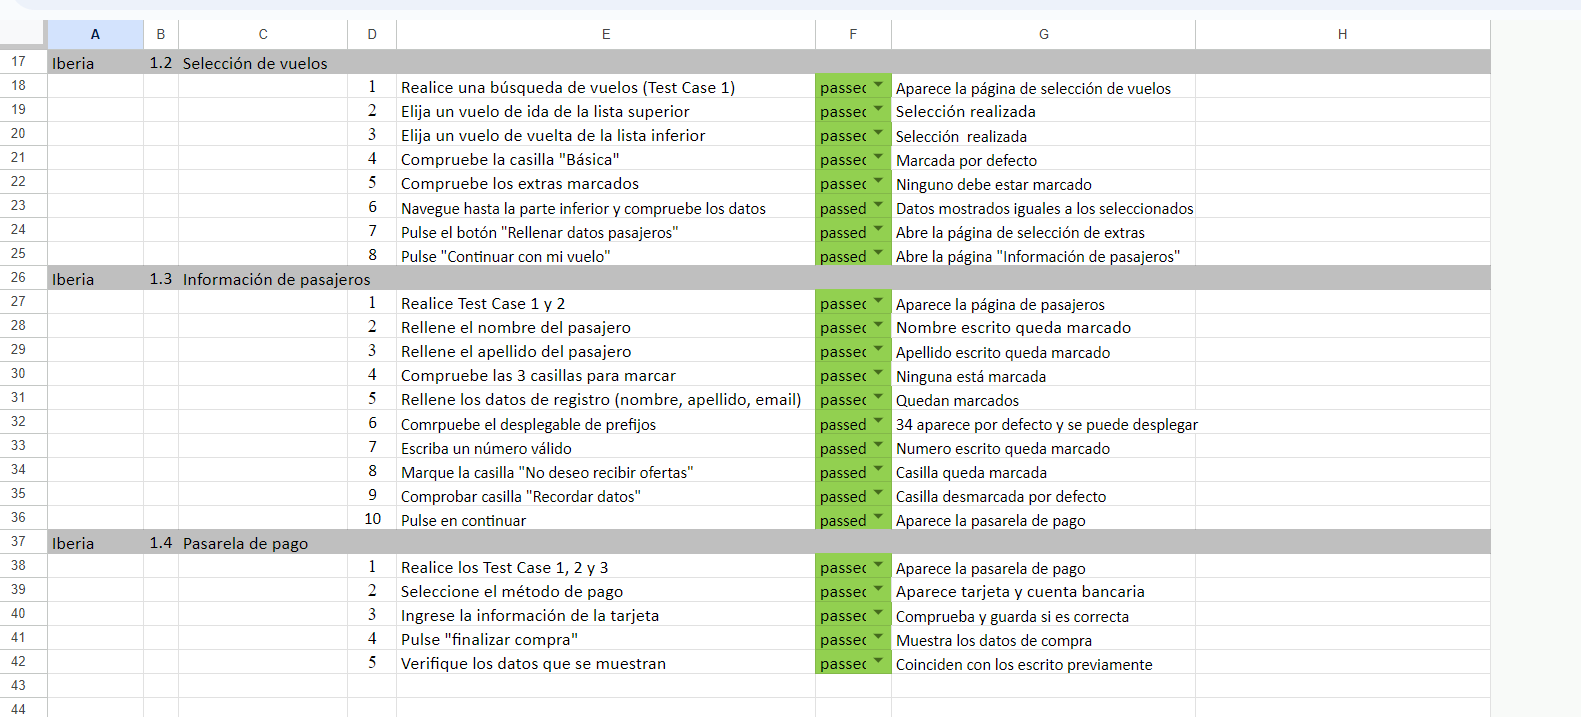 A B C D E F G H
17 Iberia 1.2 Selección de vuelos
18 1 Realice una búsqueda de vuelos (Test Case 1) passed Aparece la página de selección de vuelos
19 2 Elija un vuelo de ida de la lista superior passed Selección realizada
20 3 Elija un vuelo de vuelta de la lista inferior passed Selección realizada
21 4 Compruebe la casilla "Básica" passed Marcada por defecto
22 5 Compruebe los extras marcados passed Ninguno debe estar marcado
23 6 Navegue hasta la parte inferior y compruebe los datos passed Datos mostrados iguales a los seleccionados
24 7 Pulse el botón "Rellenar datos pasajeros" passed Abre la página de selección de extras
25 8 Pulse "Continuar con mi vuelo" passed Abre la página "Información de pasajeros"
26 Iberia 1.3 Información de pasajeros
27 1 Realice Test Case 1 y 2 passed Aparece la página de pasajeros
28 2 Rellene el nombre del pasajero passed Nombre escrito queda marcado
29 3 Rellene el apellido del pasajero passed Apellido escrito queda marcado
30 4 Compruebe las 3 casillas para marcar passed Ninguna está marcada
31 5 Rellene los datos de registro (nombre, apellido, email) passed Quedan marcados
32 6 Comrpuebe el desplegable de prefijos passed 34 aparece por defecto y se puede desplegar
33 7 Escriba un número válido passed Numero escrito queda marcado
34 8 Marque la casilla "No deseo recibir ofertas" passed Casilla queda marcada
35 9 Comprobar casilla "Recordar datos" passed Casilla desmarcada por defecto
36 10 Pulse en continuar passed Aparece la pasarela de pago
37 Iberia 1.4 Pasarela de pago
38 1 Realice los Test Case 1, 2 y 3 passed Aparece la pasarela de pago
39 2 Seleccione el método de pago passed Aparece tarjeta y cuenta bancaria
40 3 Ingrese la información de la tarjeta passed Comprueba y guarda si es correcta
41 4 Pulse "finalizar compra" passed Muestra los datos de compra
42 5 Verifique los datos que se muestran passed Coinciden con los escrito previamente
43
44